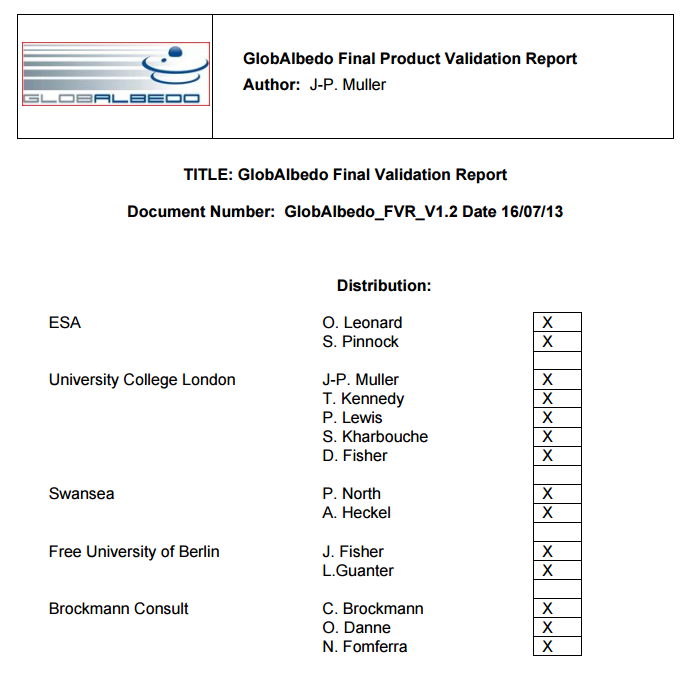 GLOBALBEDO
GlobAlbedo Final Product Validation Report
Author: J-P. Muller
TITLE: GlobAlbedo Final Validation Report
Document Number: GlobAlbedo_FVR_V1.2 Date 16/07/13
Distribution:
ESA O. Leonard X
S. Pinnock X
University College London J-P. Muller X
T. Kennedy X
P. Lewis X
S. Kharbouche X
D. Fisher X
Swansea P. North X
A. Heckel X
Free University of Berlin J. Fisher X
L.Guanter X
Brockmann Consult C. Brockmann X
O. Danne X
N. Fomferra X